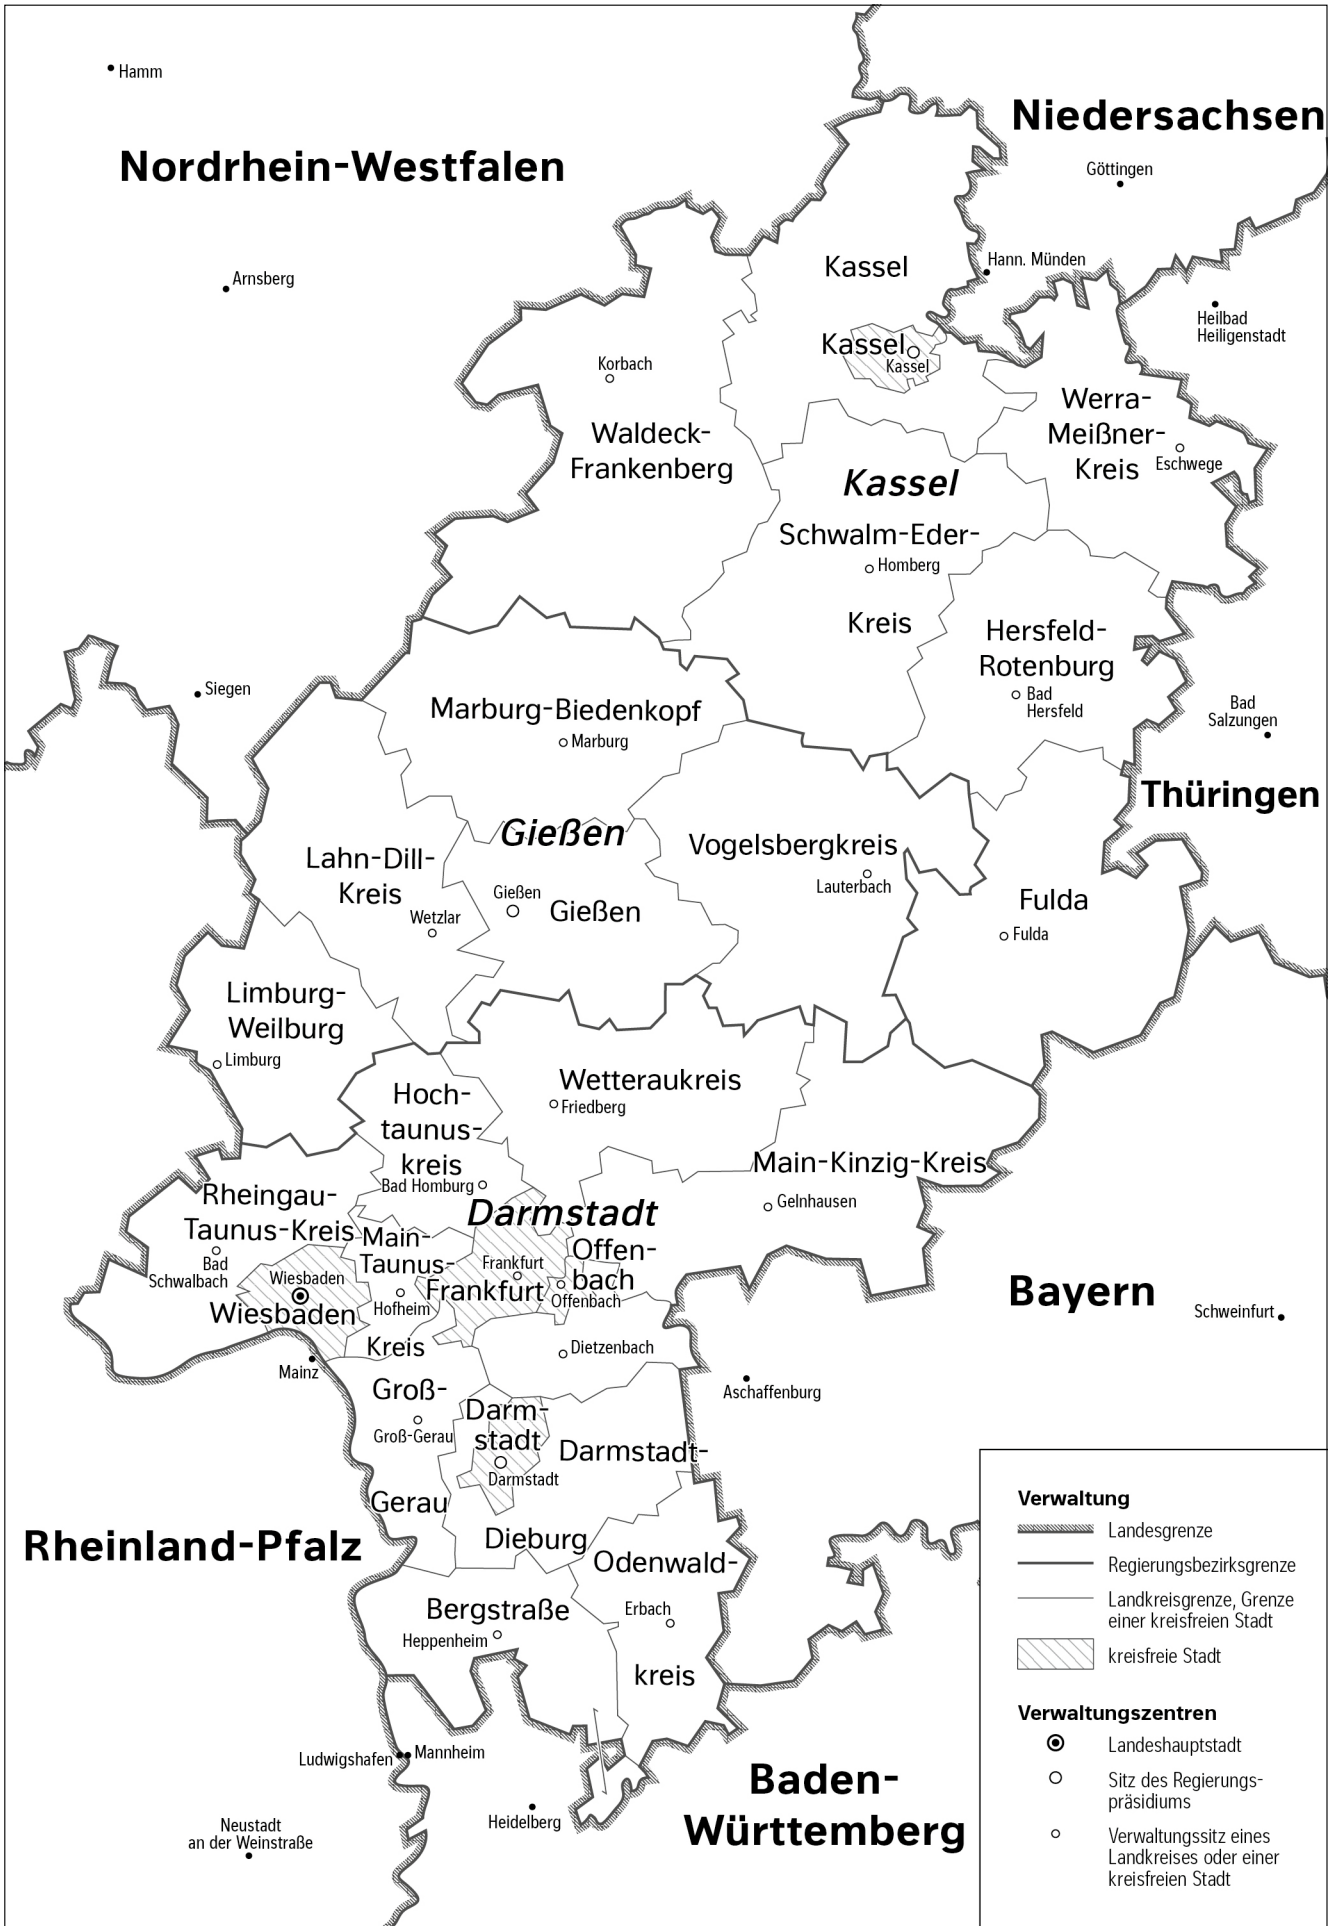 Hamm
Niedersachsen
Nordrhein-Westfalen
Göttingen
Arnsberg
Kassel
Hann. Münden
Heilbad
Heiligenstadt
Kassel
Kassel
Korbach
Waldeck-
Frankenberg
Werra-
Meißner-
Kreis
Eschwege
Kassel
Schwalm-Eder-
Homberg
Kreis
Hersfeld-
Rotenburg
Bad
Hersfeld
Siegen
Marburg-Biedenkopf
Marburg
Bad
Salzungen
Thüringen
Gießen
Vogelsbergkreis
Lauterbach
Lahn-Dill-
Kreis
Wetzlar
Gießen
Gießen
Fulda
Fulda
Limburg-
Weilburg
Limburg
Wetteraukreis
Friedberg
Hoch-
taunus-
kreis
Bad Homburg
Main-Kinzig-Kreis
Gelnhausen
Rheingau-
Taunus-Kreis
Bad
Schwalbach
Darmstadt
Main-
Taunus-
Hofheim
Kreis
Wiesbaden
Wiesbaden
Frankfurt
Frankfurt
Offen-
bach
Offenbach
Dietzenbach
Bayern
Schweinfurt
Mainz
Aschaffenburg
Groß-
Groß-Gerau
Gerau
Darm-
stadt
Darmstadt
Darmstadt-
Dieburg
Rheinland-Pfalz
Odenwald-
Erbach
kreis
Bergstraße
Heppenheim
Ludwigshafen
Mannheim
Heidelberg
Neustadt
an der Weinstraße
Baden-
Württemberg
Verwaltung
Landesgrenze
Regierungsbezirksgrenze
Landkreisgrenze, Grenze
einer kreisfreien Stadt
kreisfreie Stadt
Verwaltungszentren
Landeshauptstadt
Sitz des Regierungs-
präsidiums
Verwaltungssitz eines
Landkreises oder einer
kreisfreien Stadt